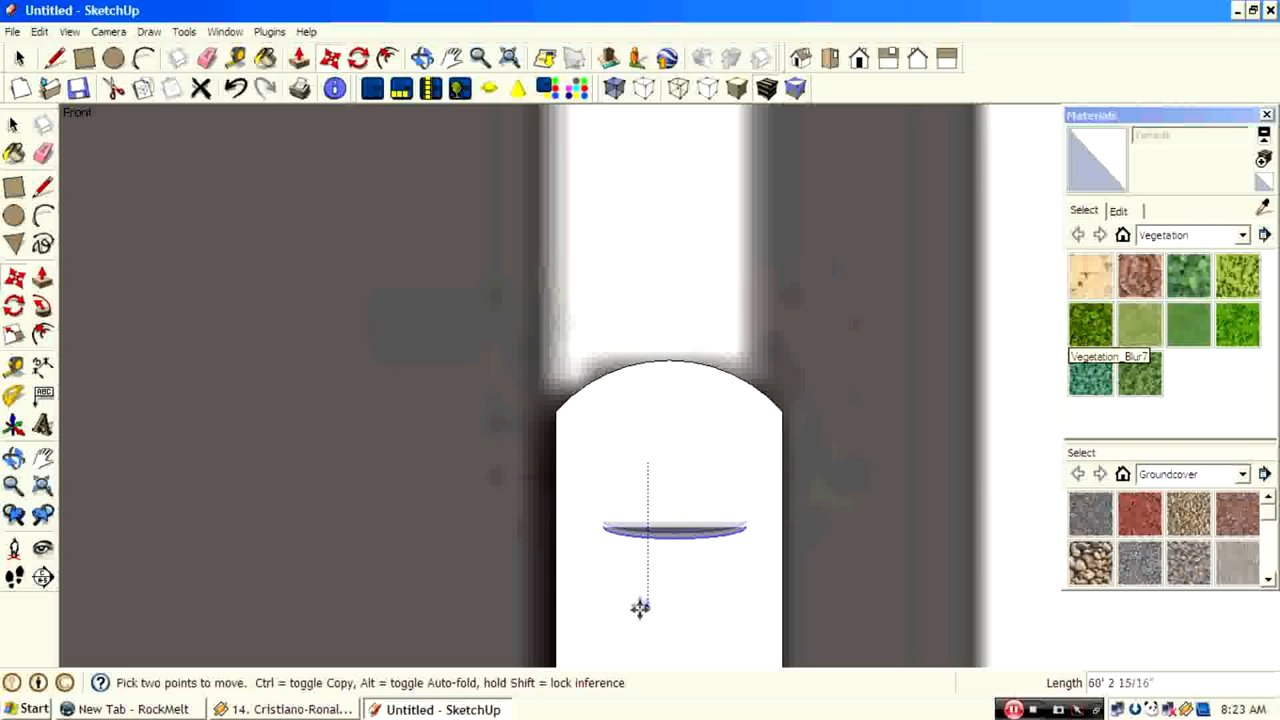 Untitled - SketchUp
File Edit View Camera Draw Tools Window Plugins Help
Front
Materials
Default
Select Edit
Vegetation
Vegetation_Blur7
Select
Groundcover
ABC
Pick two points to move. Ctrl = toggle Copy, Alt = toggle Auto-fold, hold Shift = lock inference
Length 60' 2 15/16"
Start
New Tab - RockMelt
14. Cristiano-Ronal...
Untitled - SketchUp
8:23 AM